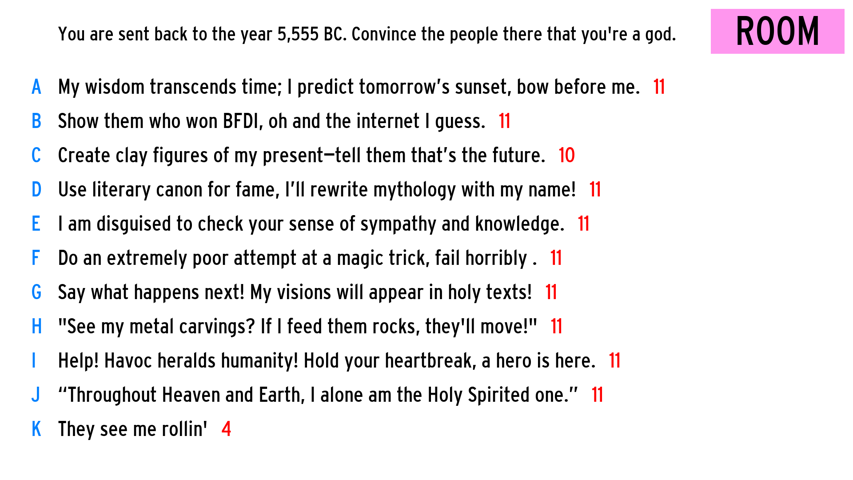 You are sent back to the year 5,555 BC. Convince the people there that you're a god.
ROOM
A My wisdom transcends time; I predict tomorrow’s sunset, bow before me. 11
B Show them who won BFDI, oh and the internet I guess. 11
C Create clay figures of my present—tell them that’s the future. 10
D Use literary canon for fame, I’ll rewrite mythology with my name! 11
E I am disguised to check your sense of sympathy and knowledge. 11
F Do an extremely poor attempt at a magic trick, fail horribly . 11
G Say what happens next! My visions will appear in holy texts! 11
H "See my metal carvings? If I feed them rocks, they'll move!" 11
I Help! Havoc heralds humanity! Hold your heartbreak, a hero is here. 11
J “Throughout Heaven and Earth, I alone am the Holy Spirited one.” 11
K They see me rollin' 4